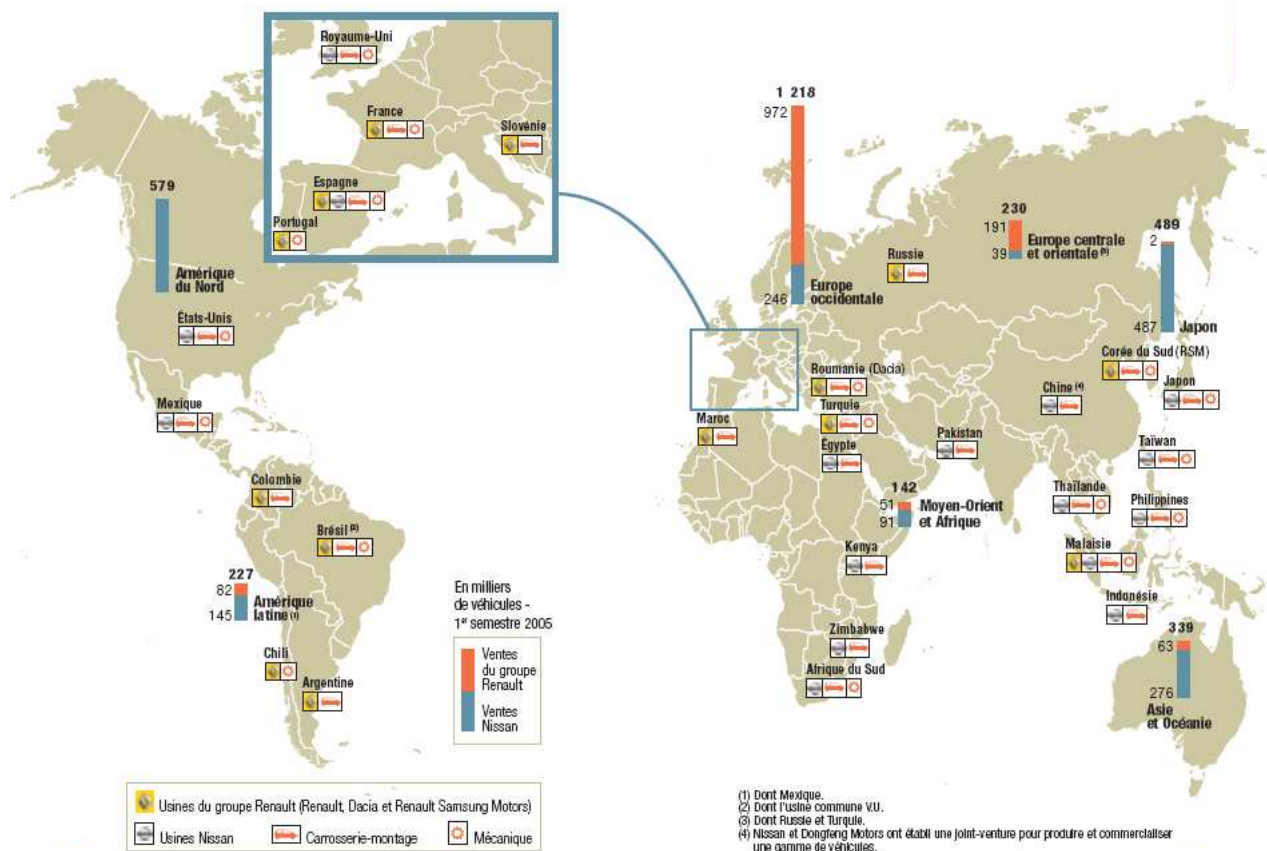 Royaume-Uni
France
Slovénie
Espagne
Portugal
579
Amérique
du Nord
États-Unis
Mexique
Colombie
Brésil (2)
227
82
145
Amérique
latine (1)
Chili
Argentine
1 218
972
246
Europe
occidentale
230
191
39
Europe centrale
et orientale (3)
Russie
489
2
487
Japon
Corée du Sud (RSM)
Japon
Chine (4)
Roumanie (Dacia)
Turquie
Maroc
Égypte
Pakistan
Taïwan
Thaïlande
Philippines
142
51
91
Moyen-Orient
et Afrique
Kenya
Malaisie
Indonésie
Zimbabwe
Afrique du Sud
339
63
276
Asie
et Océanie
En milliers
de véhicules -
1er semestre 2005
Ventes
du groupe
Renault
Ventes
Nissan
Usines du groupe Renault (Renault, Dacia et Renault Samsung Motors)
Usines Nissan
Carrosserie-montage
Mécanique
(1) Dont Mexique.
(2) Dont l'usine commune V.U.
(3) Dont Russie et Turquie.
(4) Nissan et Dongfeng Motors ont établi une joint-venture pour produire et commercialiser
une gamme de véhicules.